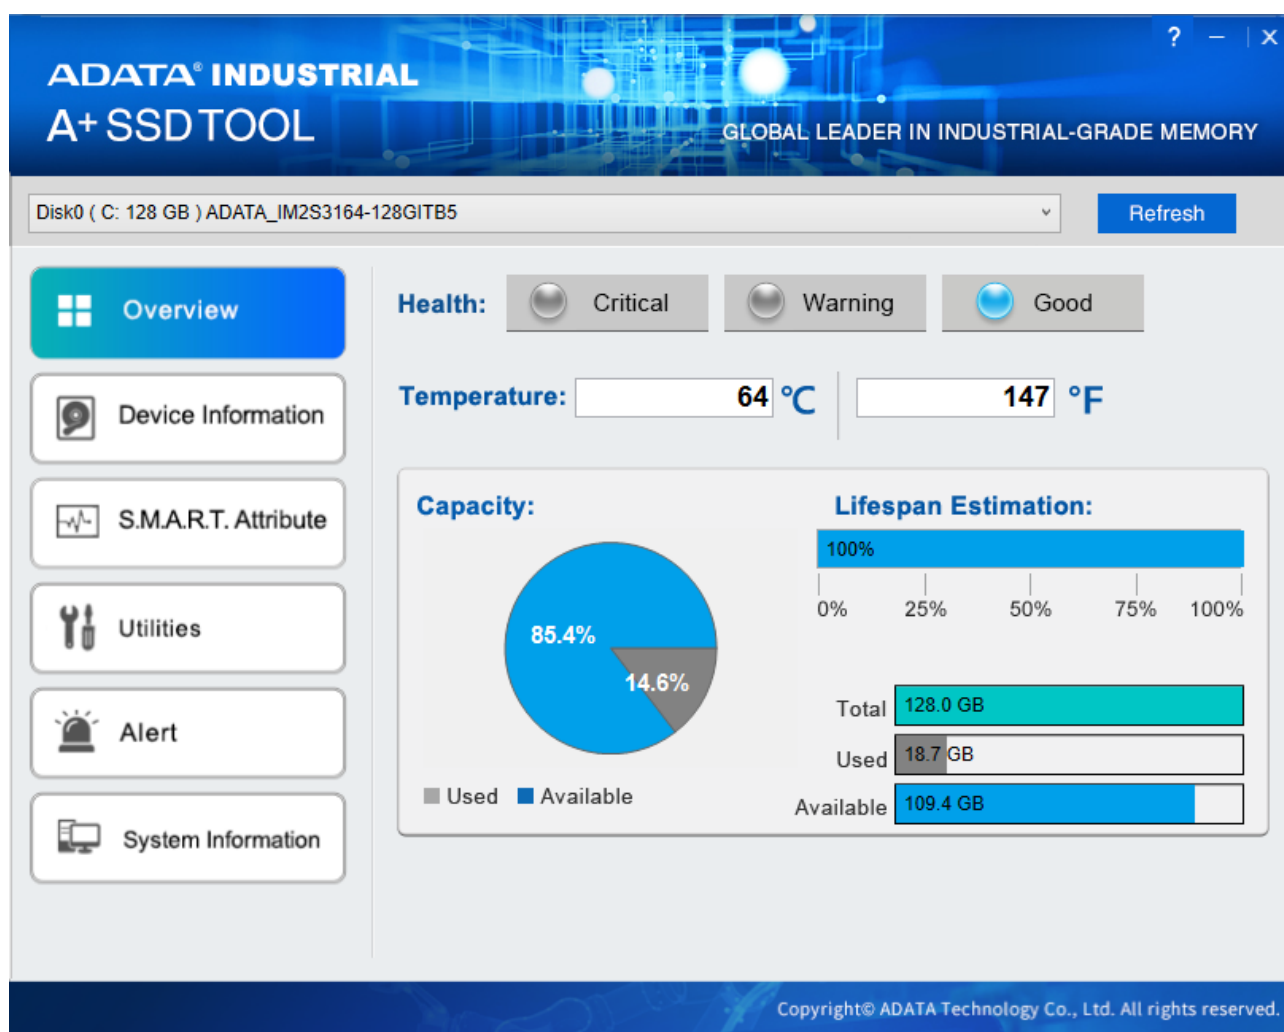 ? – | x
ADATA® INDUSTRIAL
A+ SSD TOOL
GLOBAL LEADER IN INDUSTRIAL-GRADE MEMORY
Disk0 ( C: 128 GB ) ADATA_IM2S3164-128GITB5
Refresh
Overview
Device Information
S.M.A.R.T. Attribute
Utilities
Alert
System Information
Health: Critical Warning Good
Temperature: 64 °C 147 °F
Capacity:
85.4%
14.6%
Used Available
Lifespan Estimation:
100%
0% 25% 50% 75% 100%
Total 128.0 GB
Used 18.7 GB
Available 109.4 GB
Copyright© ADATA Technology Co., Ltd. All rights reserved.